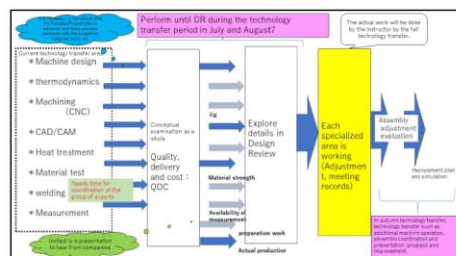 Perform until DR during the technology
transfer period in July and August?
The actual work will be done
by the instructor by the fall
technology transfer.
Current technology transfer area
* Machine design
* thermodynamics
* Machining
(CNC)
* CAD/CAM
* Heat treatment
* Material test
Needs time for
coordination of the
group of experts
* welding
* Measurement
Invited to a presentation
to hear from companies
Conceptual
examination as a
whole
Quality,
delivery
and cost :
QDC
Jig
Material strength
Availability of
measurement
preparation work
Actual production
Explore
details in
Design
Review
Each
specialized
area is
working
(Adjustmen
t, meeting
records)
Assembly
adjustment
evaluation
Improvement plan
and simulation
In autumn technology transfer,
technology transfer such as
additional machine operation,
assembly coordination and
presentation (progress and
improvement)